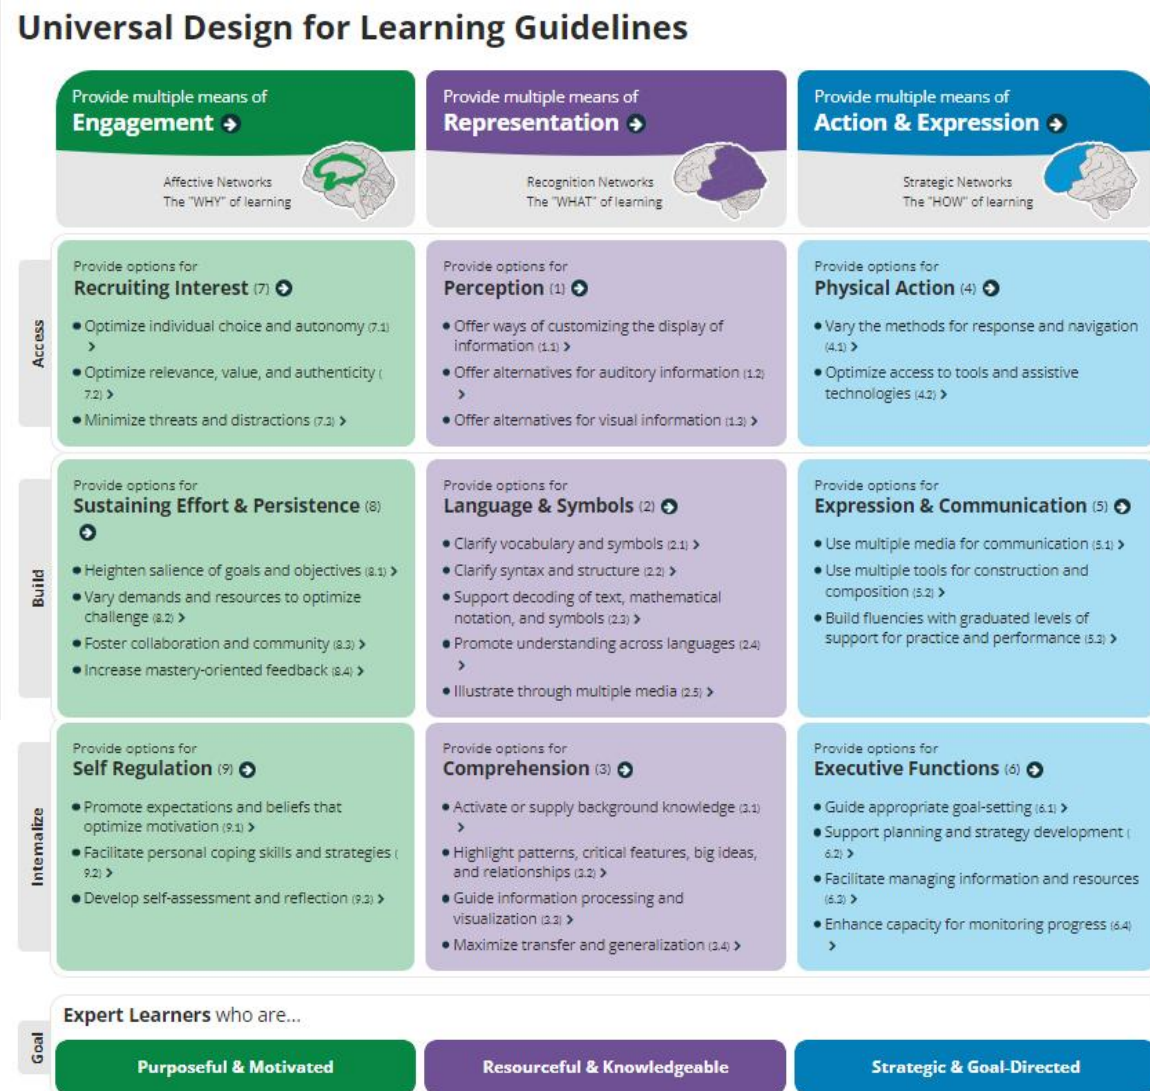 Universal Design for Learning Guidelines
Provide multiple means of
Engagement
Affective Networks
The "WHY" of learning
Provide multiple means of
Representation
Recognition Networks
The "WHAT" of learning
Provide multiple means of
Action & Expression
Strategic Networks
The "HOW" of learning
Access
Provide options for
Recruiting Interest (7)
Optimize individual choice and autonomy (7.1)
>
Optimize relevance, value, and authenticity (
7.2) >
Minimize threats and distractions (7.3) >
Provide options for
Perception (1)
Offer ways of customizing the display of
information (1.1) >
Offer alternatives for auditory information (1.2)
>
Offer alternatives for visual information (1.3) >
Provide options for
Physical Action (4)
Vary the methods for response and navigation
(4.1) >
Optimize access to tools and assistive
technologies (4.2) >
Build
Provide options for
Sustaining Effort & Persistence (8)
Heighten salience of goals and objectives (8.1) >
Vary demands and resources to optimize
challenge (8.2) >
Foster collaboration and community (8.3) >
Increase mastery-oriented feedback (8.4) >
Provide options for
Language & Symbols (2)
Clarify vocabulary and symbols (2.1) >
Clarify syntax and structure (2.2) >
Support decoding of text, mathematical
notation, and symbols (2.3) >
Promote understanding across languages (2.4)
>
Illustrate through multiple media (2.5) >
Provide options for
Expression & Communication (5)
Use multiple media for communication (5.1) >
Use multiple tools for construction and
composition (5.2) >
Build fluencies with graduated levels of
support for practice and performance (5.3) >
Internalize
Provide options for
Self Regulation (9)
Promote expectations and beliefs that
optimize motivation (9.1) >
Facilitate personal coping skills and strategies (
9.2) >
Develop self-assessment and reflection (9.3) >
Provide options for
Comprehension (3)
Activate or supply background knowledge (3.1)
>
Highlight patterns, critical features, big ideas,
and relationships (3.2) >
Guide information processing and
visualization (3.3) >
Maximize transfer and generalization (3.4) >
Provide options for
Executive Functions (6)
Guide appropriate goal-setting (6.1) >
Support planning and strategy development (
6.2) >
Facilitate managing information and resources
(6.3) >
Enhance capacity for monitoring progress (6.4)
>
Goal
Expert Learners who are...
Purposeful & Motivated
Resourceful & Knowledgeable
Strategic & Goal-Directed